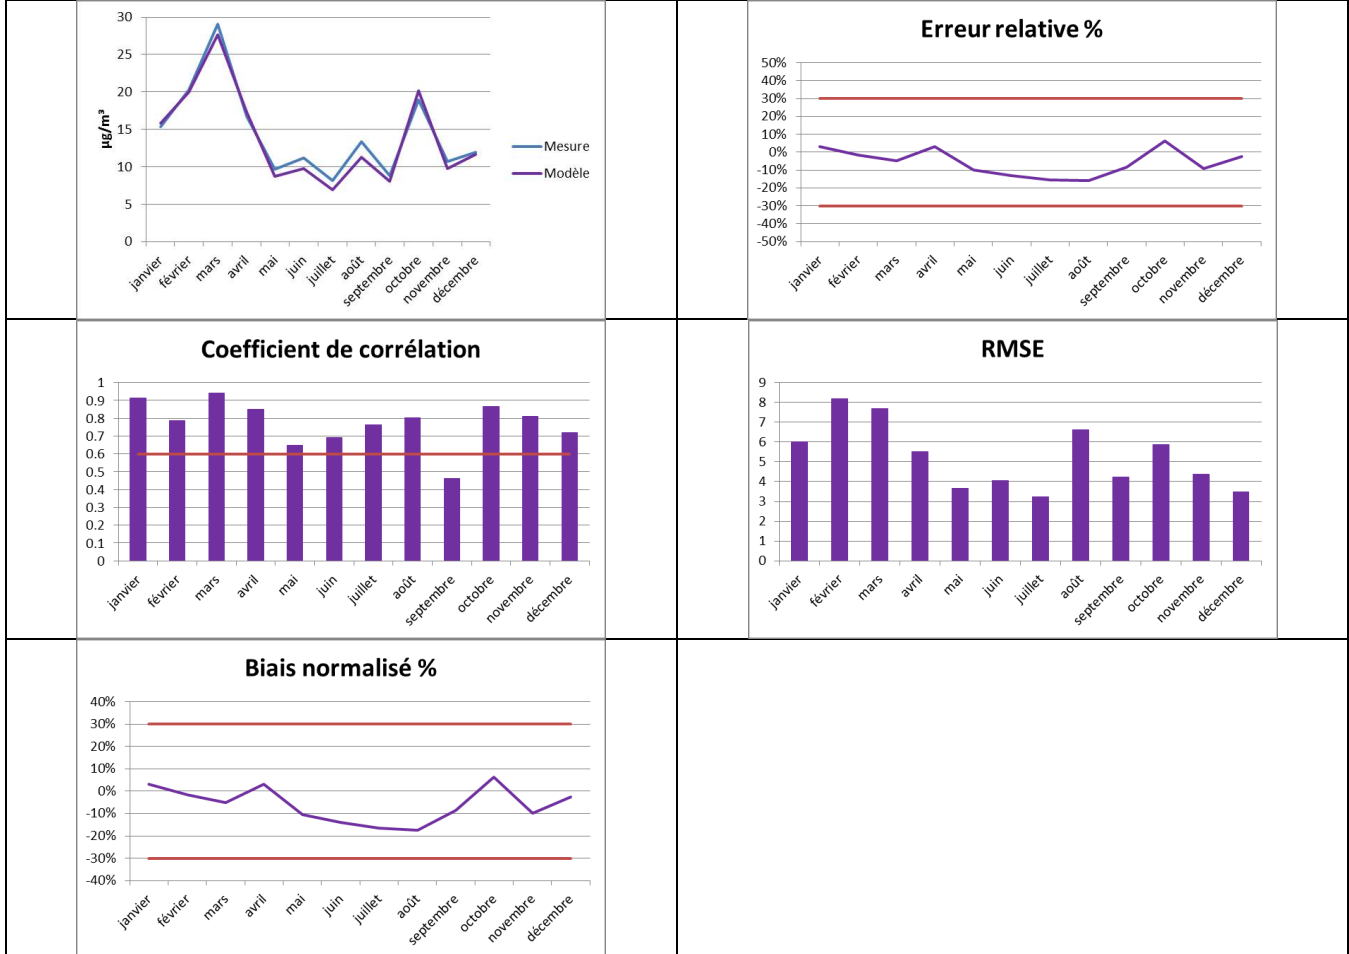 30
25
20
15
10
5
0
µg/m³
janvier
février
mars
avril
mai
juin
juillet
août
septembre
octobre
novembre
décembre
Mesure
Modèle
Erreur relative %
50%
40%
30%
20%
10%
0%
-10%
-20%
-30%
-40%
-50%
janvier
février
mars
avril
mai
juin
juillet
août
septembre
octobre
novembre
décembre
Coefficient de corrélation
1
0.9
0.8
0.7
0.6
0.5
0.4
0.3
0.2
0.1
0
janvier
février
mars
avril
mai
juin
juillet
août
septembre
octobre
novembre
décembre
RMSE
9
8
7
6
5
4
3
2
1
0
janvier
février
mars
avril
mai
juin
juillet
août
septembre
octobre
novembre
décembre
Biais normalisé %
40%
30%
20%
10%
0%
-10%
-20%
-30%
-40%
janvier
février
mars
avril
mai
juin
juillet
août
septembre
octobre
novembre
décembre